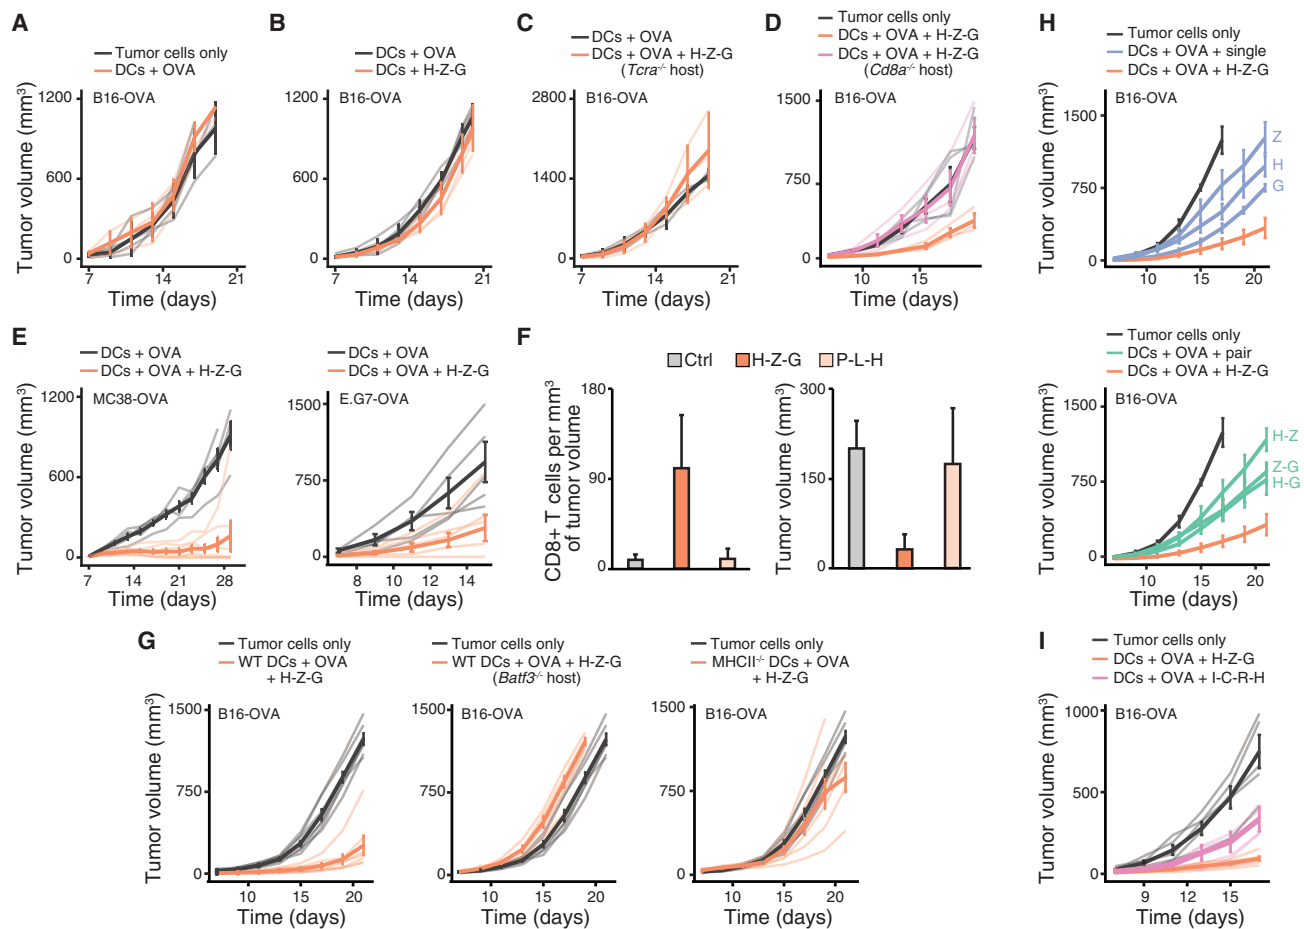 A
Tumor cells only
DCs + OVA
B16-OVA
Tumor volume (mm³)
1200
600
0
7
14
21
Time (days)
B
DCs + OVA
DCs + H-Z-G
B16-OVA
1200
600
0
7
14
21
Time (days)
C
DCs + OVA
DCs + OVA + H-Z-G
(Tcra-/- host)
B16-OVA
2800
1400
0
7
14
21
Time (days)
D
Tumor cells only
DCs + OVA + H-Z-G
DCs + OVA + H-Z-G
(Cd8a-/- host)
B16-OVA
1500
750
0
10
15
Time (days)
H
Tumor cells only
DCs + OVA + single
DCs + OVA + H-Z-G
B16-OVA
Tumor volume (mm³)
1500
750
0
Z
H
G
10
15
20
Time (days)
E
DCs + OVA
DCs + OVA + H-Z-G
MC38-OVA
Tumor volume (mm³)
1200
600
0
7
14
21
28
Time (days)
DCs + OVA
DCs + OVA + H-Z-G
E.G7-OVA
1500
750
0
8
10
12
14
Time (days)
F
Ctrl
H-Z-G
P-L-H
CD8+ T cells per mm³
of tumor volume
180
90
0
Tumor volume (mm³)
300
150
0
Tumor cells only
DCs + OVA + pair
DCs + OVA + H-Z-G
B16-OVA
Tumor volume (mm³)
1500
750
0
H-Z
Z-G
H-G
10
15
20
Time (days)
G
Tumor cells only
WT DCs + OVA
+ H-Z-G
B16-OVA
Tumor volume (mm³)
1500
750
0
10
15
20
Time (days)
Tumor cells only
WT DCs + OVA + H-Z-G
(Batf3-/- host)
B16-OVA
1500
750
0
10
15
20
Time (days)
Tumor cells only
MHCII-/- DCs + OVA
+ H-Z-G
B16-OVA
1500
750
0
10
15
20
Time (days)
I
Tumor cells only
DCs + OVA + H-Z-G
DCs + OVA + I-C-R-H
B16-OVA
Tumor volume (mm³)
1000
500
0
9
12
15
Time (days)